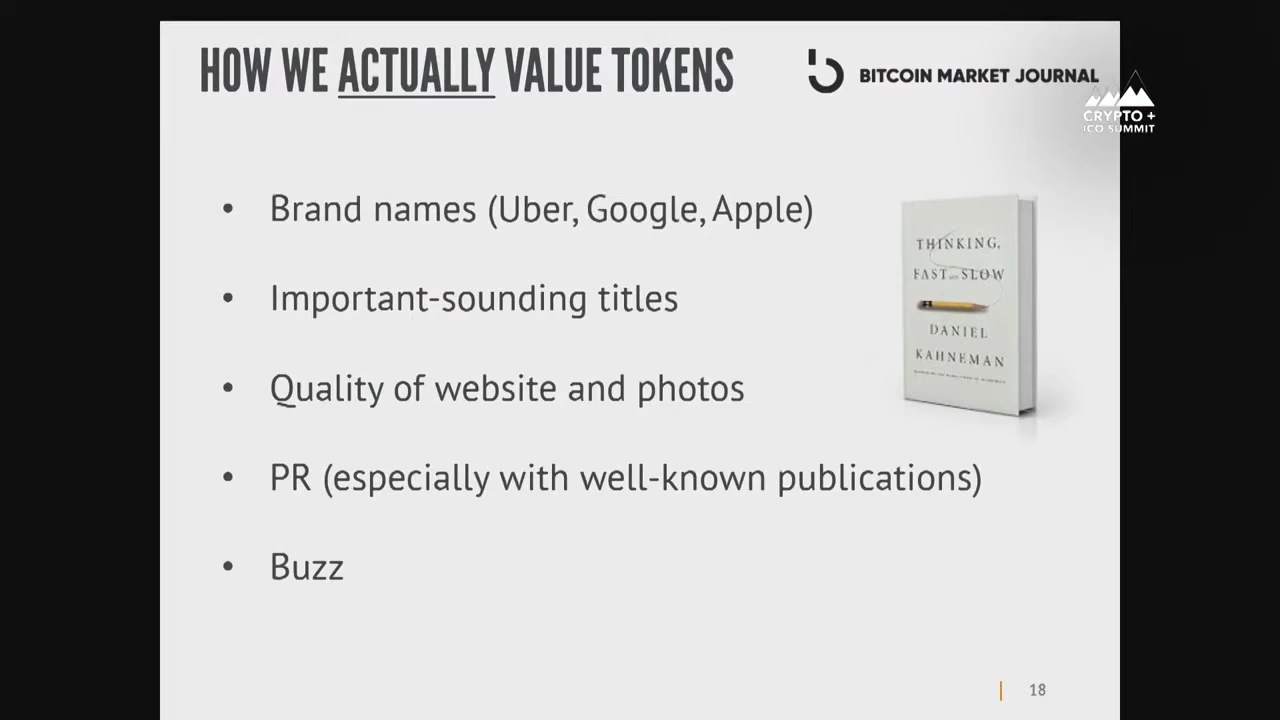 HOW WE ACTUALLY VALUE TOKENS
BITCOIN MARKET JOURNAL
CRYPTO +
ICO SUMMIT
• Brand names (Uber, Google, Apple)
• Important-sounding titles
• Quality of website and photos
• PR (especially with well-known publications)
• Buzz
THINKING,
FAST AND SLOW
DANIEL
KAHNEMAN
18